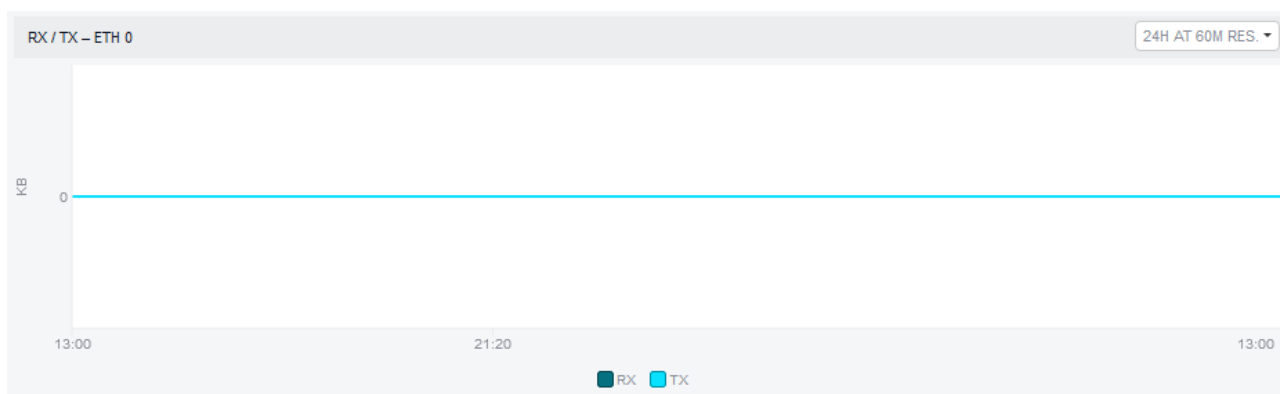 RX / TX – ETH 0
24H AT 60M RES.
KB
0
13:00
21:20
13:00
RX
TX